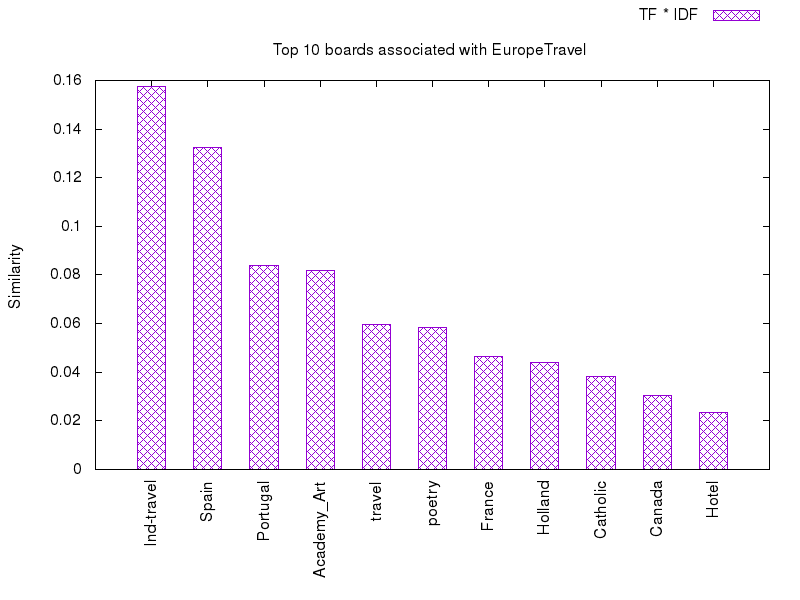 TF * IDF
Top 10 boards associated with EuropeTravel
Similarity
0.16
0.14
0.12
0.1
0.08
0.06
0.04
0.02
0
Ind-travel
Spain
Portugal
Academy_Art
travel
poetry
France
Holland
Catholic
Canada
Hotel